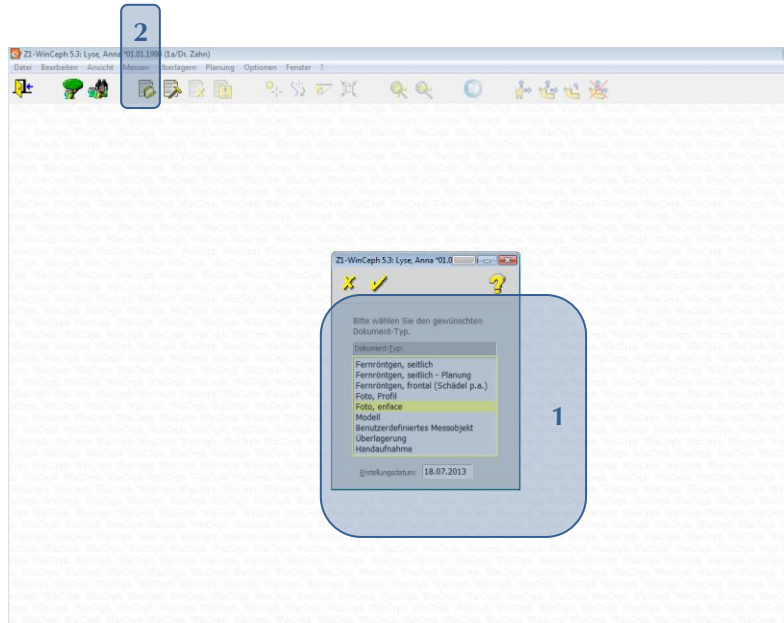 2
Z1-WinCeph 5.3: Lyse, Anna *01.01.1998 (1a/Dr. Zahn)
Datei Bearbeiten Ansicht Messen Überlagern Planung Optionen Fenster ?
Z1-WinCeph 5.3: Lyse, Anna *01.0
Bitte wählen Sie den gewünschten
Dokument-Typ.
Dokument-Typ:
Fernröntgen, seitlich
Fernröntgen, seitlich - Planung
Fernröntgen, frontal (Schädel p.a.)
Foto, Profil
Foto, enface
Modell
Benutzerdefiniertes Messobjekt
Überlagerung
Handaufnahme
1
Erstellungsdatum: 18.07.2013